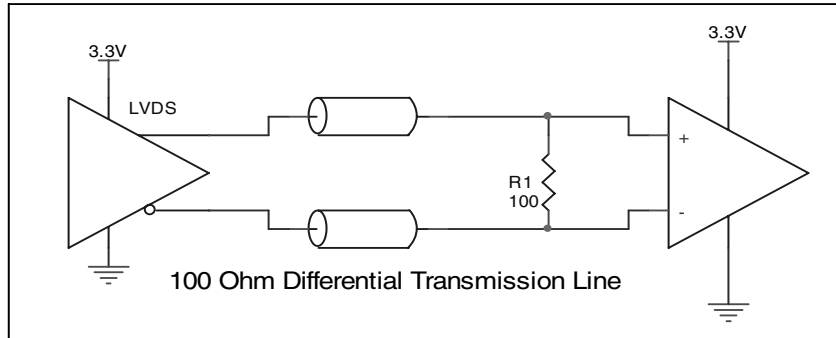 3.3V
3.3V
LVDS
+
R1
100
-
100 Ohm Differential Transmission Line